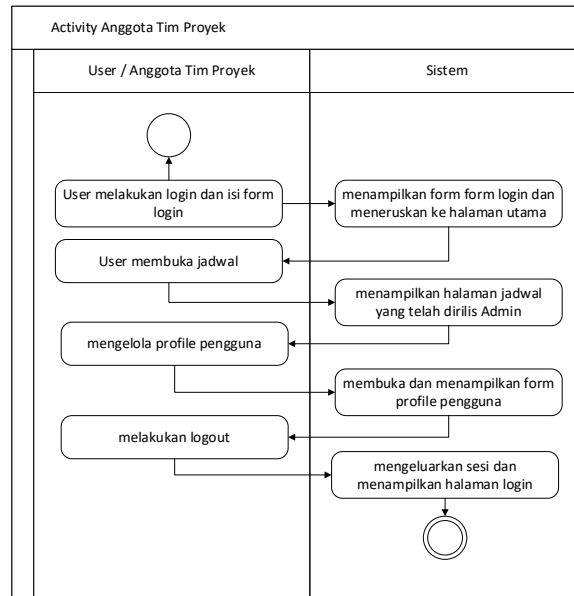 Activity Anggota Tim Proyek
User / Anggota Tim Proyek
Sistem
User melakukan login dan isi form
login
menampilkan form form login dan
meneruskan ke halaman utama
User membuka jadwal
menampilkan halaman jadwal
yang telah dirilis Admin
mengelola profile pengguna
membuka dan menampilkan form
profile pengguna
melakukan logout
mengeluarkan sesi dan
menampilkan halaman login